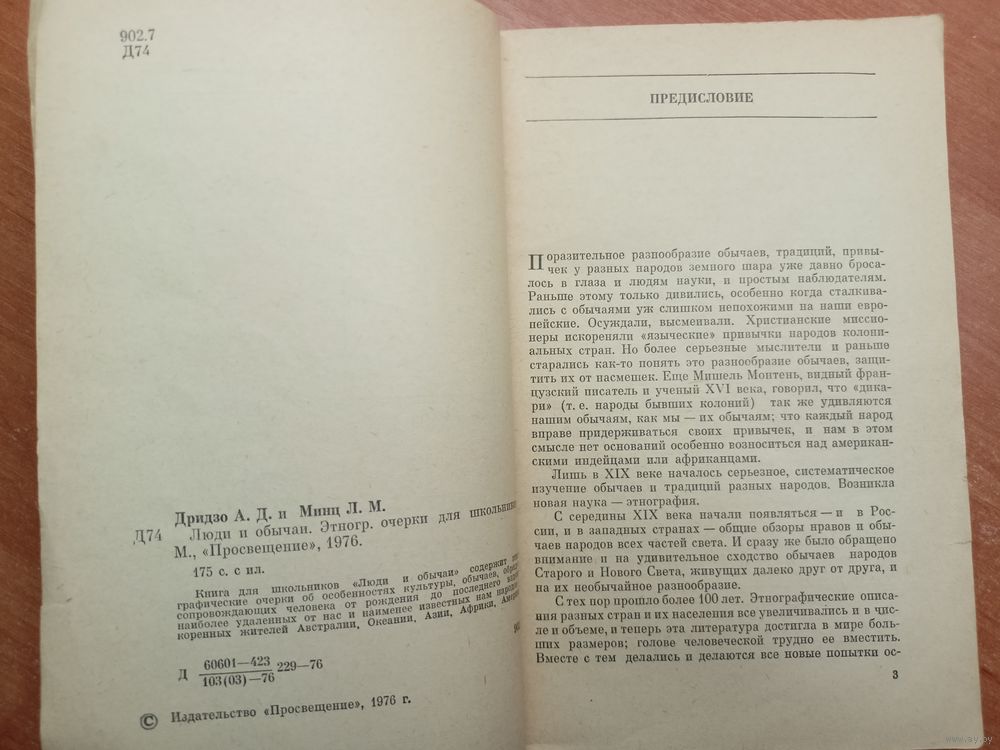 902.7
Д74
Дридзо А. Д. и Минц Л. М.
Д74 Люди и обычаи. Этногр. очерки для школьников
М., «Просвещение», 1976.
175 с. с ил.
Книга для школьников «Люди и обычаи» содержит
графические очерки об особенностях культуры, обычаев,
сопровождающих человека от рождения до последнего
наиболее удаленных от нас и наименее известных нам
коренных жителей Австралии, Океании, Азии, Африки,
Д 60601—423
103(03)—76 229—76
© Издательство «Просвещение», 1976 г.
ПРЕДИСЛОВИЕ
Поразительное разнообразие обычаев, традиций, привы-
чек у разных народов земного шара уже давно броса-
лось в глаза и людям науки, и простым наблюдателям.
Раньше этому только дивились, особенно когда сталкива-
лись с обычаями уж слишком непохожими на наши евро-
пейские. Осуждали, высмеивали. Христианские миссио-
неры искореняли «языческие» привычки народов колони-
альных стран. Но более серьезные мыслители и раньше
старались как-то понять это разнообразие обычаев, защи-
тить их от насмешек. Еще Мишель Монтень, видный фран-
цузский писатель и ученый XVI века, говорил, что «дика-
ри» (т. е. народы бывших колоний) так же удивляются
нашим обычаям, как мы — их обычаям; что каждый народ
вправе придерживаться своих привычек, и нам в этом
смысле нет оснований особенно возноситься над американ-
скими индейцами или африканцами.
Лишь в XIX веке началось серьезное, систематическое
изучение обычаев и традиций разных народов. Возникла
новая наука — этнография.
С середины XIX века начали появляться — и в Рос-
сии, и в западных странах — общие обзоры нравов и обы-
чаев народов всех частей света. И сразу же было обращено
внимание и на удивительное сходство обычаев народов
Старого и Нового Света, живущих далеко друг от друга, и
на их необычайное разнообразие.
С тех пор прошло более 100 лет. Этнографические описа-
ния разных стран и их населения все увеличивались и в чис-
ле и объеме, и теперь эта литература достигла в мире боль-
ших размеров; голове человеческой трудно ее вместить.
Вместе с тем делались и делаются все новые попытки ос-
3
www.ay.by